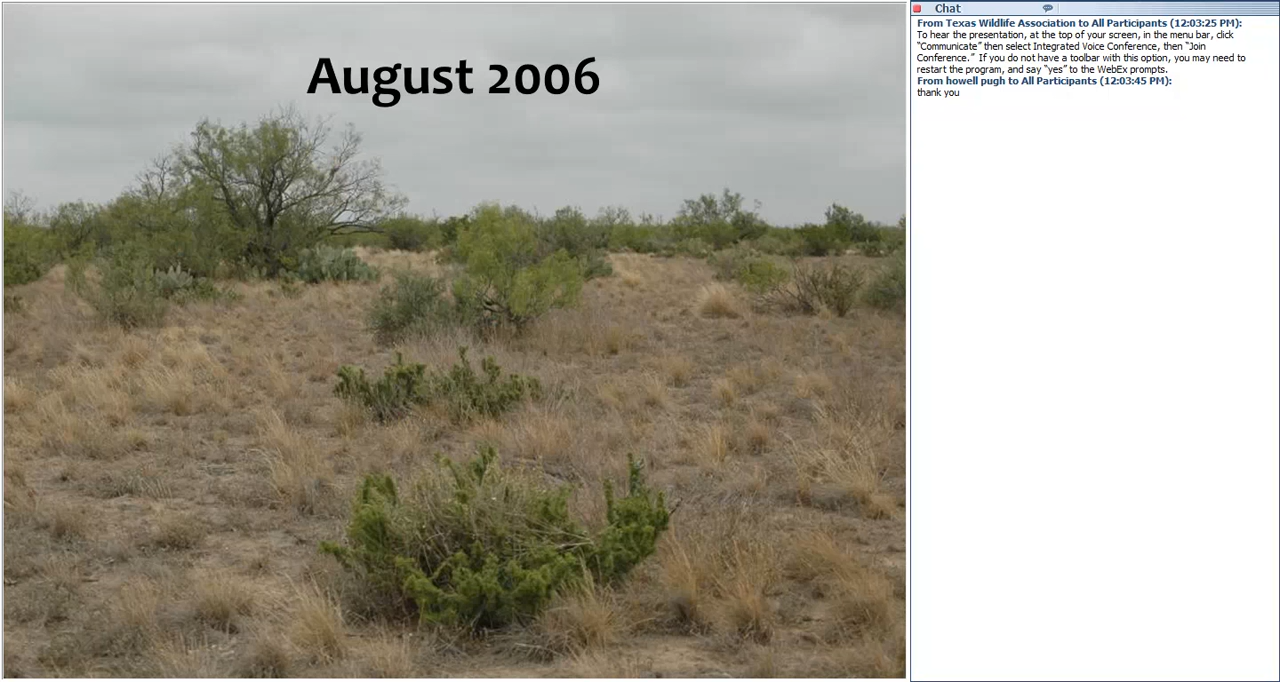 August 2006
Chat
From Texas Wildlife Association to All Participants (12:03:25 PM):
To hear the presentation, at the top of your screen, in the menu bar, click
"Communicate" then select Integrated Voice Conference, then "Join
Conference."  If you do not have a toolbar with this option, you may need to
restart the program, and say "yes" to the WebEx prompts.
From howell pugh to All Participants (12:03:45 PM):
thank you